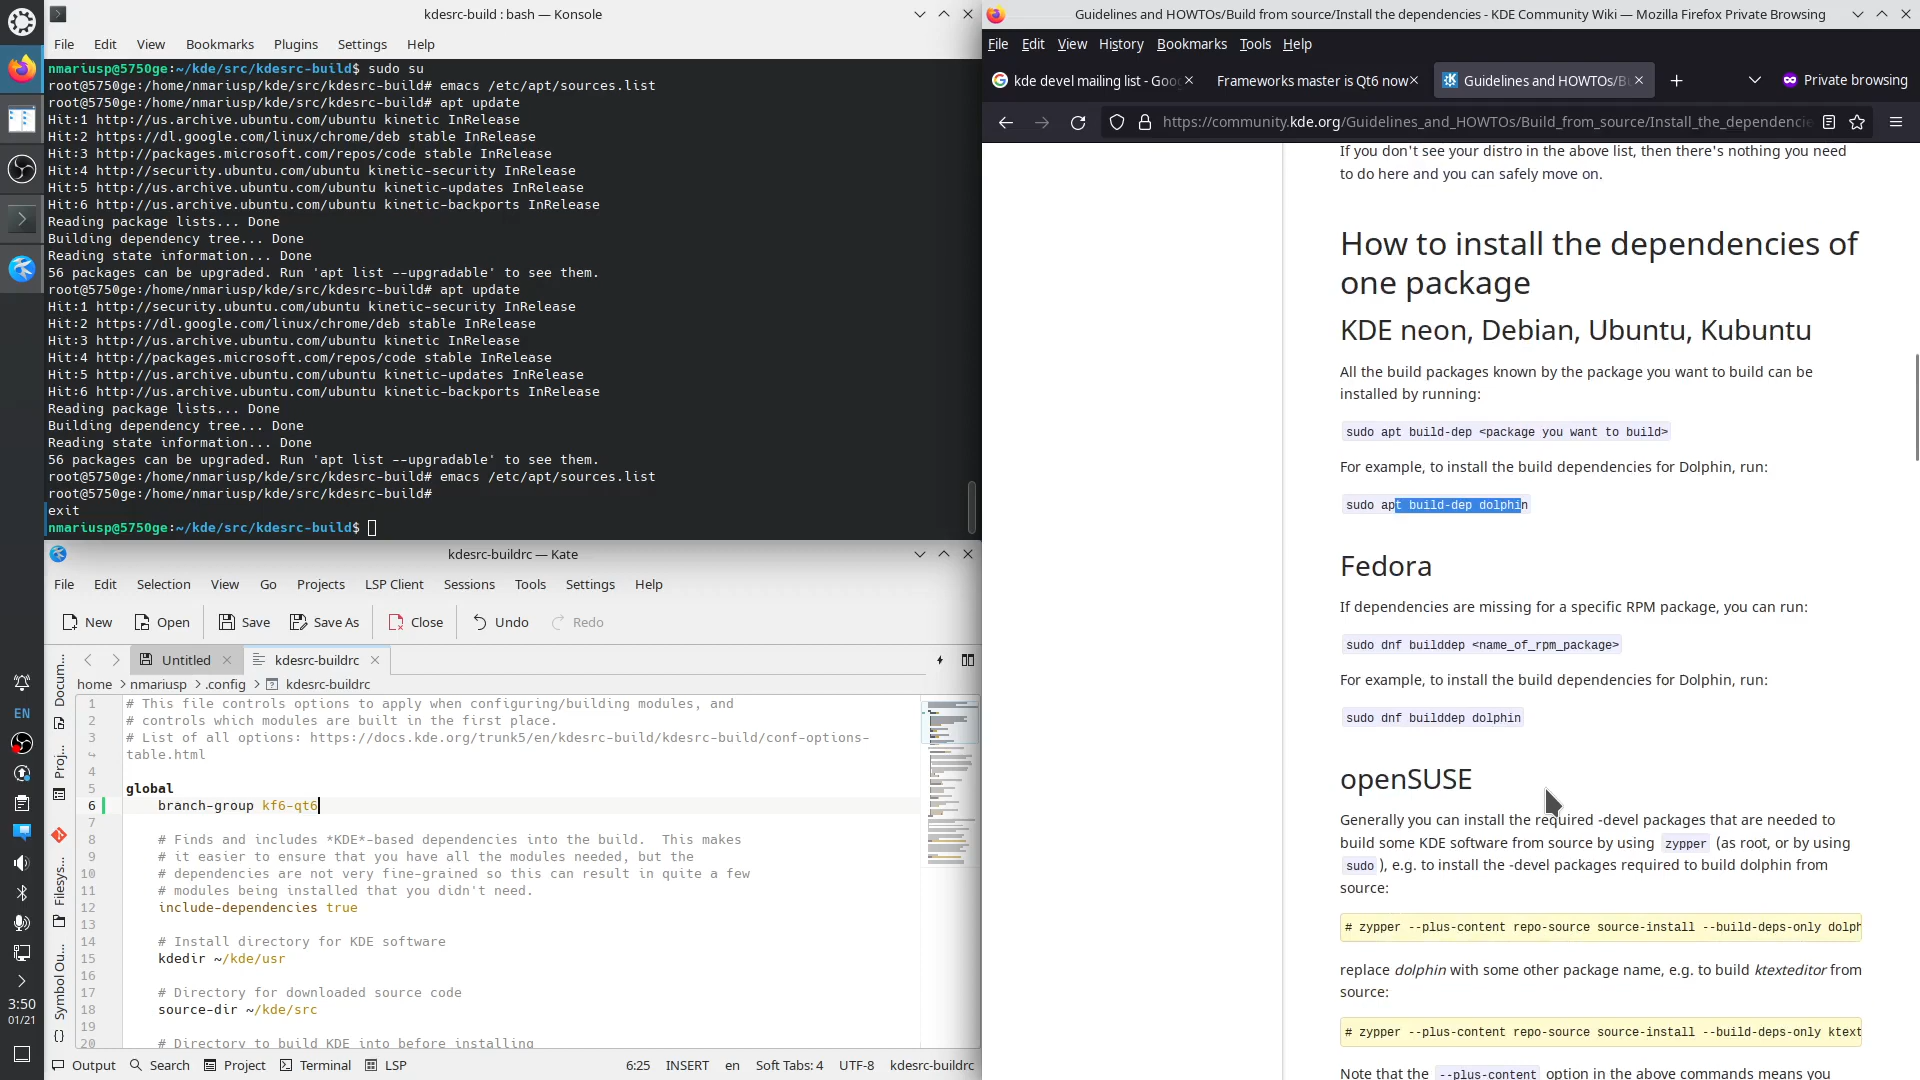 kdesrc-build : bash — Konsole
File Edit View Bookmarks Plugins Settings Help
nmariusp@5750ge:~/kde/src/kdesrc-build$ sudo su
root@5750ge:/home/nmariusp/kde/src/kdesrc-build# emacs /etc/apt/sources.list
root@5750ge:/home/nmariusp/kde/src/kdesrc-build# apt update
Hit:1 http://us.archive.ubuntu.com/ubuntu kinetic InRelease
Hit:2 https://dl.google.com/linux/chrome/deb stable InRelease
Hit:3 http://packages.microsoft.com/repos/code stable InRelease
Hit:4 http://security.ubuntu.com/ubuntu kinetic-security InRelease
Hit:5 http://us.archive.ubuntu.com/ubuntu kinetic-updates InRelease
Hit:6 http://us.archive.ubuntu.com/ubuntu kinetic-backports InRelease
Reading package lists... Done
Building dependency tree... Done
Reading state information... Done
56 packages can be upgraded. Run 'apt list --upgradable' to see them.
root@5750ge:/home/nmariusp/kde/src/kdesrc-build# apt update
Hit:1 http://security.ubuntu.com/ubuntu kinetic-security InRelease
Hit:2 https://dl.google.com/linux/chrome/deb stable InRelease
Hit:3 http://us.archive.ubuntu.com/ubuntu kinetic InRelease
Hit:4 http://packages.microsoft.com/repos/code stable InRelease
Hit:5 http://us.archive.ubuntu.com/ubuntu kinetic-updates InRelease
Hit:6 http://us.archive.ubuntu.com/ubuntu kinetic-backports InRelease
Reading package lists... Done
Building dependency tree... Done
Reading state information... Done
56 packages can be upgraded. Run 'apt list --upgradable' to see them.
root@5750ge:/home/nmariusp/kde/src/kdesrc-build# emacs /etc/apt/sources.list
root@5750ge:/home/nmariusp/kde/src/kdesrc-build#
exit
nmariusp@5750ge:~/kde/src/kdesrc-build$
kdesrc-buildrc — Kate
File Edit Selection View Go Projects LSP Client Sessions Tools Settings Help
New Open Save Save As Close Undo Redo
Untitled kdesrc-buildrc
home > nmariusp > .config > kdesrc-buildrc
Docum...
Proj...
Filesys...
Symbol Ou...
1 # This file controls options to apply when configuring/building modules, and
2 # controls which modules are built in the first place.
3 # List of all options: https://docs.kde.org/trunk5/en/kdesrc-build/kdesrc-build/conf-options-
table.html
4
5 global
6 branch-group kf6-qt6
7
8 # Finds and includes *KDE*-based dependencies into the build.  This makes
9 # it easier to ensure that you have all the modules needed, but the
10 # dependencies are not very fine-grained so this can result in quite a few
11 # modules being installed that you didn't need.
12 include-dependencies true
13
14 # Install directory for KDE software
15 kdedir ~/kde/usr
16
17 # Directory for downloaded source code
18 source-dir ~/kde/src
19
20 # Directory to build KDE into before installing
Output Search Project Terminal LSP 6:25 INSERT en Soft Tabs: 4 UTF-8 kdesrc-buildrc
EN
3:50
01/21
Guidelines and HOWTOs/Build from source/Install the dependencies - KDE Community Wiki — Mozilla Firefox Private Browsing
File Edit View History Bookmarks Tools Help
kde devel mailing list - Goo Frameworks master is Qt6 now Guidelines and HOWTOs/B Private browsing
https://community.kde.org/Guidelines_and_HOWTOs/Build_from_source/Install_the_dependencie
If you don't see your distro in the above list, then there's nothing you need
to do here and you can safely move on.
How to install the dependencies of
one package
KDE neon, Debian, Ubuntu, Kubuntu
All the build packages known by the package you want to build can be
installed by running:
sudo apt build-dep <package you want to build>
For example, to install the build dependencies for Dolphin, run:
sudo apt build-dep dolphin
Fedora
If dependencies are missing for a specific RPM package, you can run:
sudo dnf builddep <name_of_rpm_package>
For example, to install the build dependencies for Dolphin, run:
sudo dnf builddep dolphin
openSUSE
Generally you can install the required -devel packages that are needed to
build some KDE software from source by using zypper (as root, or by using
sudo ), e.g. to install the -devel packages required to build dolphin from
source:
# zypper --plus-content repo-source source-install --build-deps-only dolph
replace dolphin with some other package name, e.g. to build ktexteditor from
source:
# zypper --plus-content repo-source source-install --build-deps-only ktext
Note that the --plus-content option in the above commands means you